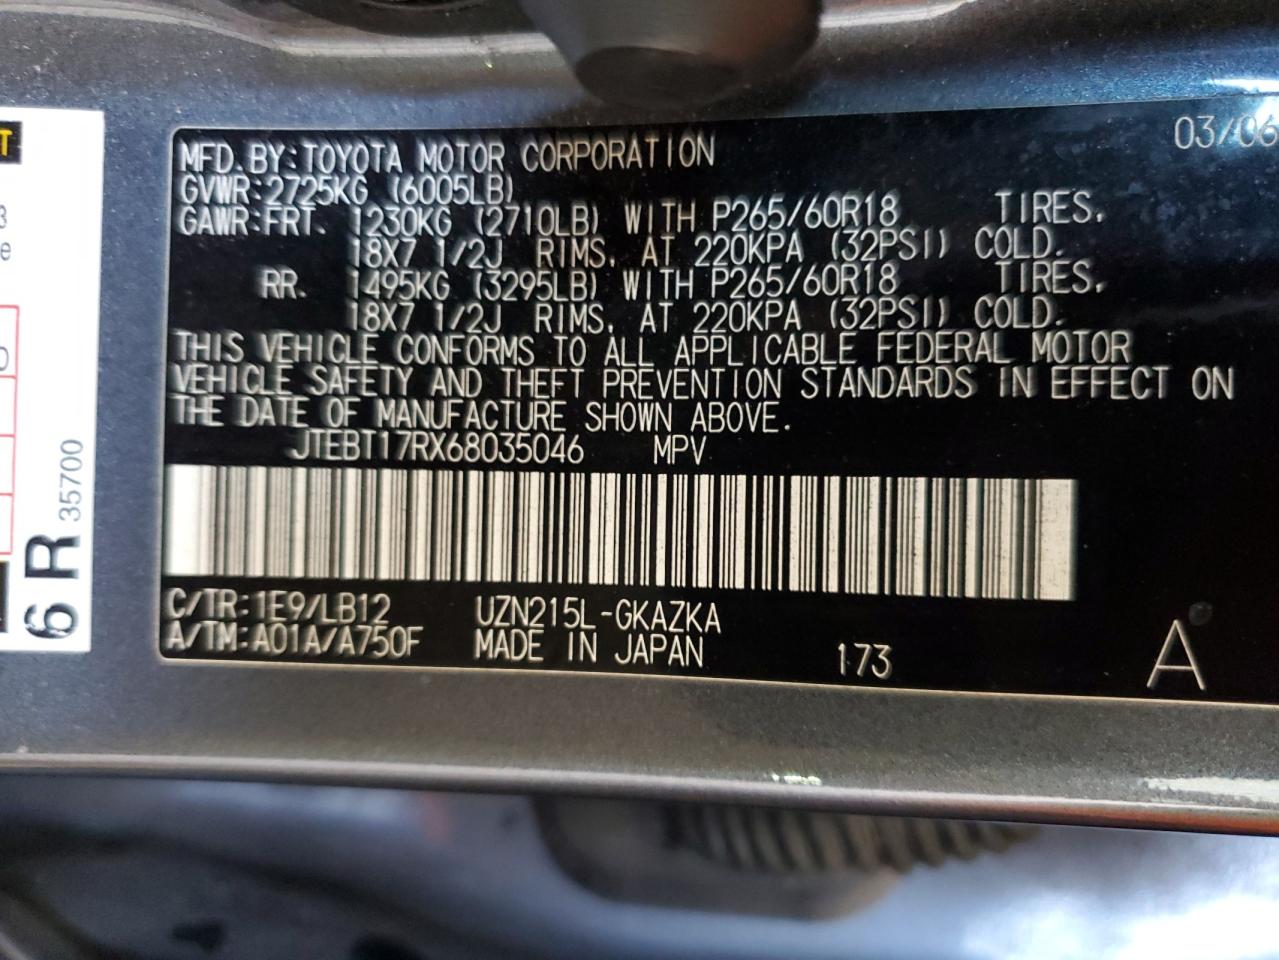 03/06
MFD. BY: TOYOTA MOTOR CORPORATION
GVWR: 2725KG (6005LB)
GAWR: FRT. 1230KG (2710LB) WITH P265/60R18 TIRES,
18X7 1/2J RIMS, AT 220KPA (32PSI) COLD.
RR. 1495KG (3295LB) WITH P265/60R18 TIRES,
18X7 1/2J RIMS, AT 220KPA (32PSI) COLD.
THIS VEHICLE CONFORMS TO ALL APPLICABLE FEDERAL MOTOR
VEHICLE SAFETY AND THEFT PREVENTION STANDARDS IN EFFECT ON
THE DATE OF MANUFACTURE SHOWN ABOVE.
JTEBT17RX68035046 MPV
C/TR: 1E9/LB12 UZN215L-GKAZKA
A/TM: A01A/A750F MADE IN JAPAN 173 A
T
3
e
6 R 35700